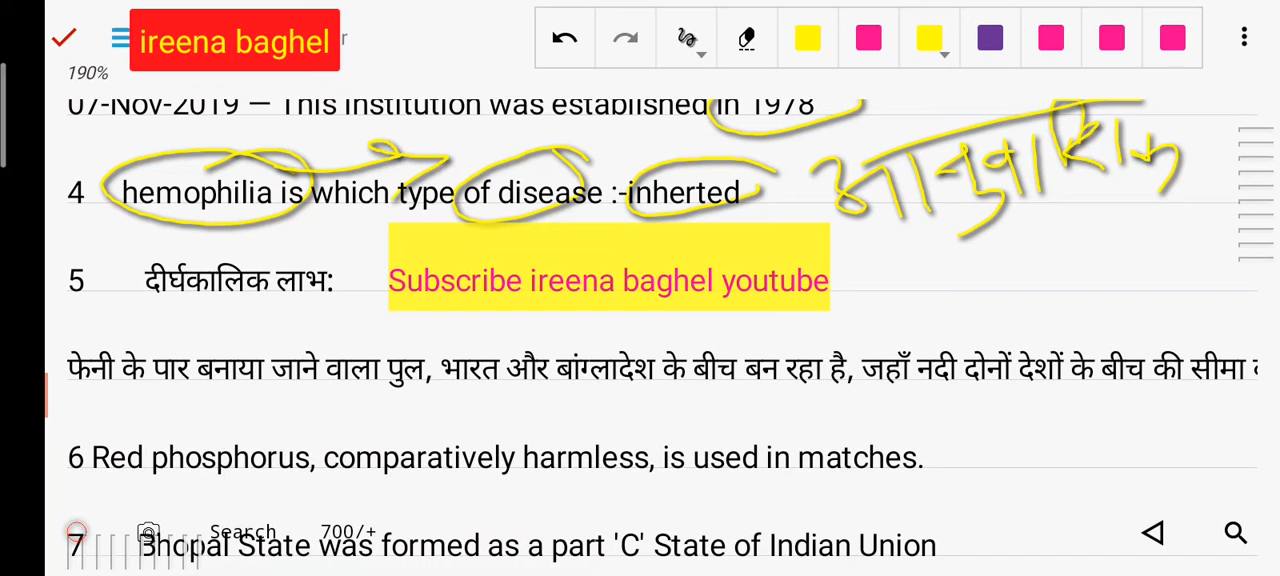 ireena baghel r
190%
07-Nov-2019 — This institution was established in 1978
4 hemophilia is which type of disease :-inherted
5 दीर्घकालिक लाभ: Subscribe ireena baghel youtube
फेनी के पार बनाया जाने वाला पुल, भारत और बांग्लादेश के बीच बन रहा है, जहाँ नदी दोनों देशों के बीच की सीमा
6 Red phosphorus, comparatively harmless, is used in matches.
Search 700/+
7 Bhopal State was formed as a part 'C' State of Indian Union